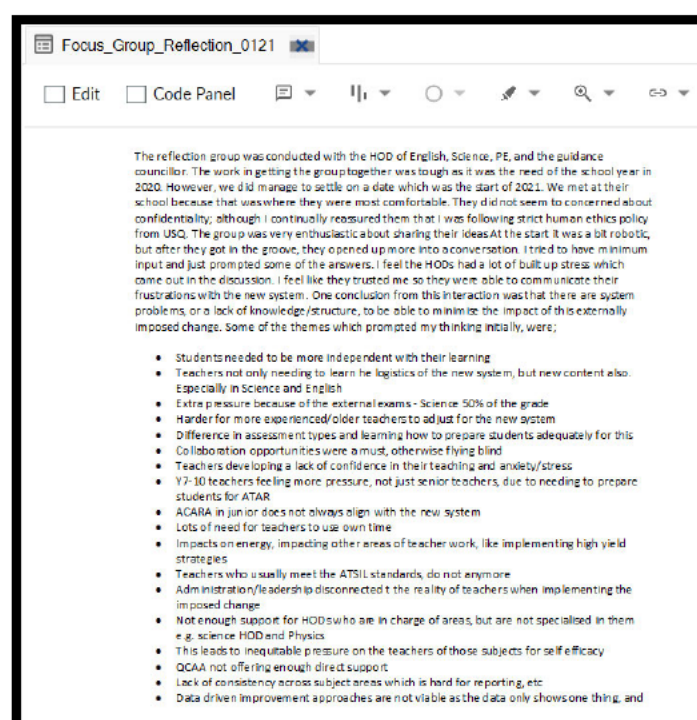 Focus_Group_Reflection_0121
Edit Code Panel
The reflection group was conducted with the HOD of English, Science, PE, and the guidance
councillor. The work in getting the group together was tough as it was the need of the school year in
2020. However, we did manage to settle on a date which was the start of 2021. We met at their
school because that was where they were most comfortable. They did not seem to concerned about
confidentiality; although I continually reassured them that I was following strict human ethics policy
from USQ. The group was very enthusiastic about sharing their ideas At the start it was a bit robotic,
but after they got in the groove, they opened up more into a conversation. I tried to have minimum
input and just prompted some of the answers. I feel the HODs had a lot of built up stress which
came out in the discussion. I feel like they trusted me so they were able to communicate their
frustrations with the new system. One conclusion from this interaction was that there are system
problems, or a lack of knowledge/structure, to be able to minimise the impact of this externally
imposed change. Some of the themes which prompted my thinking initially, were;
• Students needed to be more independent with their learning
• Teachers not only needing to learn he logistics of the new system, but new content also.
Especially in Science and English
• Extra pressure because of the external exams - Science 50% of the grade
• Harder for more experienced/older teachers to adjust for the new system
• Difference in assessment types and learning how to prepare students adequately for this
• Collaboration opportunities were a must, otherwise flying blind
• Teachers developing a lack of confidence in their teaching and anxiety/stress
• Y7-10 teachers feeling more pressure, not just senior teachers, due to needing to prepare
students for ATAR
• ACARA in junior does not always align with the new system
• Lots of need for teachers to use own time
• Impacts on energy, impacting other areas of teacher work, like implementing high yield
strategies
• Teachers who usually meet the ATSIL standards, do not anymore
• Administration/leadership disconnected t the reality of teachers when implementing the
imposed change
• Not enough support for HODs who are in charge of areas, but are not specialised in them
e.g. science HOD and Physics
• This leads to inequitable pressure on the teachers of those subjects for self efficacy
• QCAA not offering enough direct support
• Lack of consistency across subject areas which is hard for reporting, etc
• Data driven improvement approaches are not viable as the data only shows one thing, and